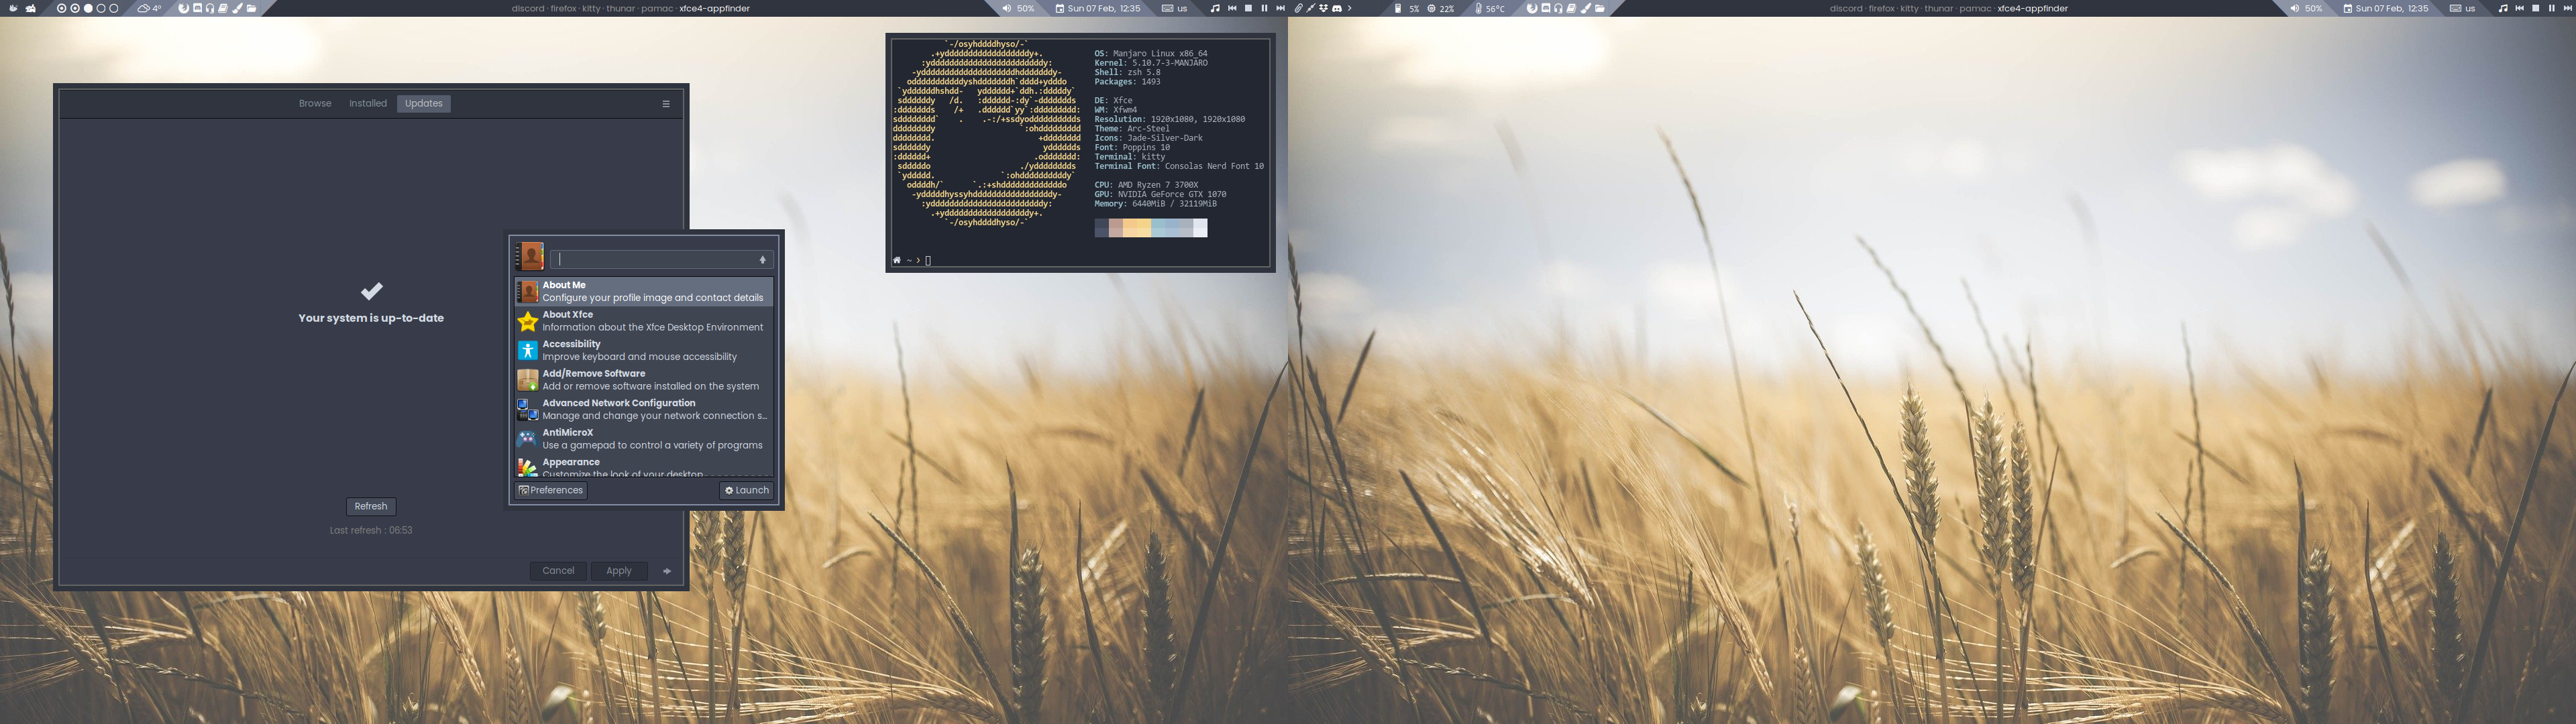 4°
discord · firefox · kitty · thunar · pamac · xfce4-appfinder
50%
Sun 07 Feb, 12:35
us
5%
22%
56°C
discord · firefox · kitty · thunar · pamac · xfce4-appfinder
50%
Sun 07 Feb, 12:35
us
Browse
Installed
Updates
Your system is up-to-date
Refresh
Last refresh : 06:53
Cancel
Apply
About Me
Configure your profile image and contact details
About Xfce
Information about the Xfce Desktop Environment
Accessibility
Improve keyboard and mouse accessibility
Add/Remove Software
Add or remove software installed on the system
Advanced Network Configuration
Manage and change your network connection s...
AntiMicroX
Use a gamepad to control a variety of programs
Appearance
Customize the look of your desktop
Preferences
Launch
OS: Manjaro Linux x86_64
Kernel: 5.10.7-3-MANJARO
Shell: zsh 5.8
Packages: 1493
DE: Xfce
WM: Xfwm4
Resolution: 1920x1080, 1920x1080
Theme: Arc-Steel
Icons: Jade-Silver-Dark
Font: Poppins 10
Terminal: kitty
Terminal Font: Consolas Nerd Font 10
CPU: AMD Ryzen 7 3700X
GPU: NVIDIA GeForce GTX 1070
Memory: 6440MiB / 32119MiB
~ ›